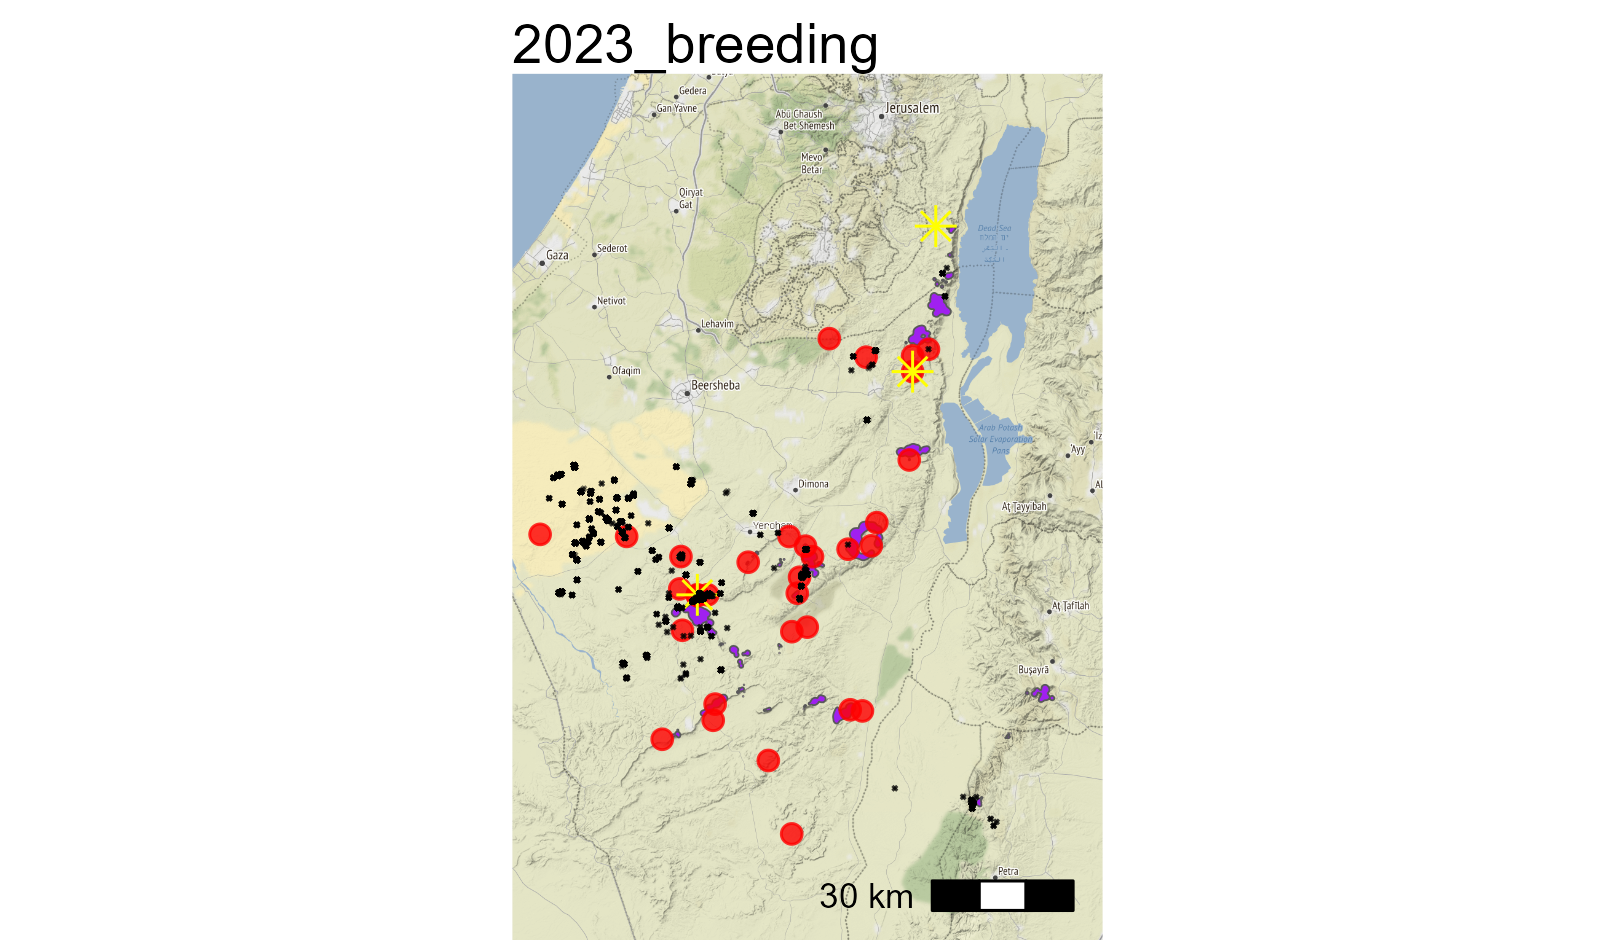 2023_breeding
Gedera
Gan Yavne
Jerusalem
Abū Ghaush
Bet Shemesh
Mevo
Betar
Qiryat
Gat
Dead Sea
Sederot
Gaza
Netivot
Lehavim
Ofaqim
Beersheba
Arab Potash
Solar Evaporation
Pans
'Ayy
Dimona
Aţ Ţayyibah
Yeroham
Aţ Ţafīlah
Buşayrā
Petra
30 km